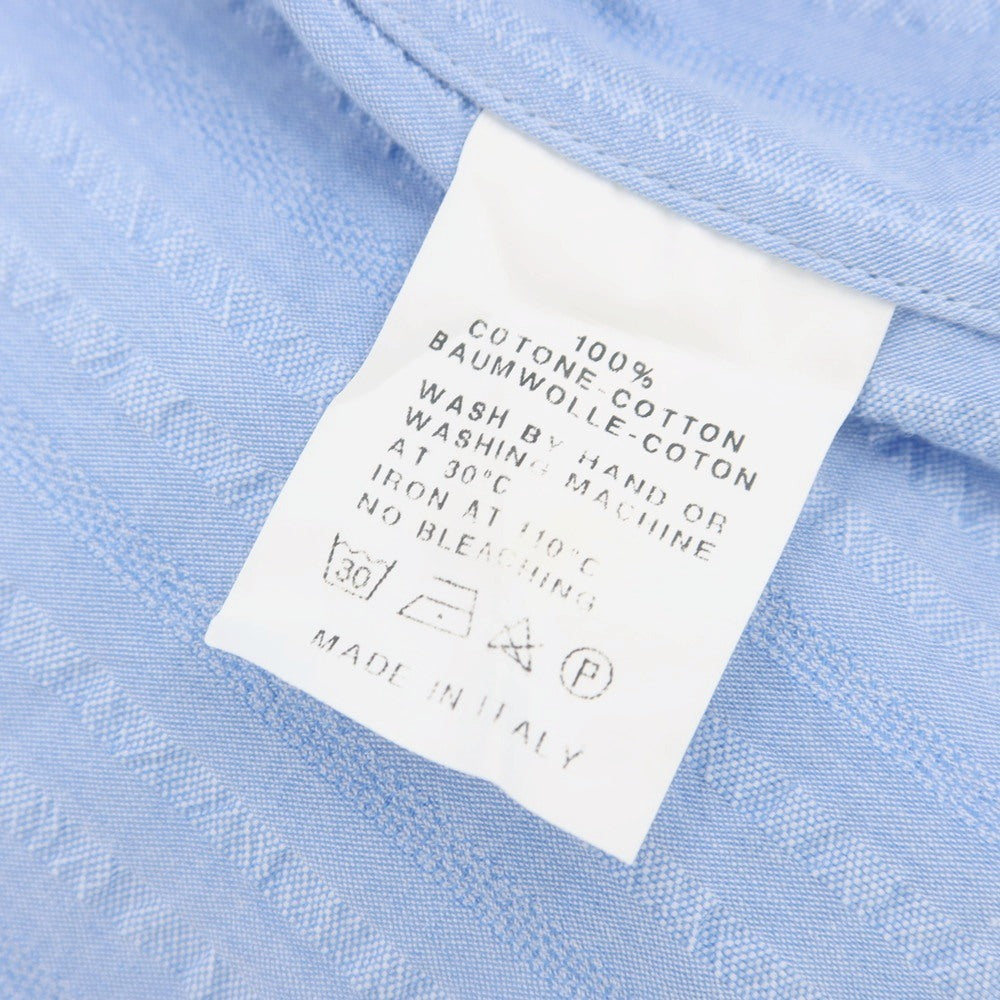 100%
COTONE-COTTON
BAUMWOLLE-COTON
WASH BY HAND OR
WASHING MACHINE
AT 30°C
IRON AT 110°C
NO BLEACHING
30
P
MADE IN ITALY